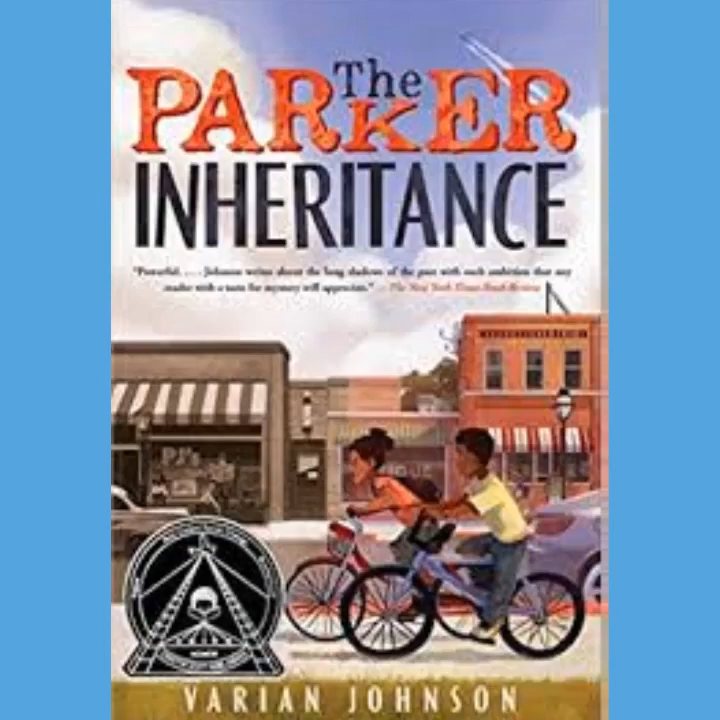 The
PARKER
INHERITANCE
"Powerful. . . . Johnson writes about the long shadows of the past with such ambition that any
reader with a taste for mystery will appreciate." —The New York Times Book Review
VARIAN JOHNSON